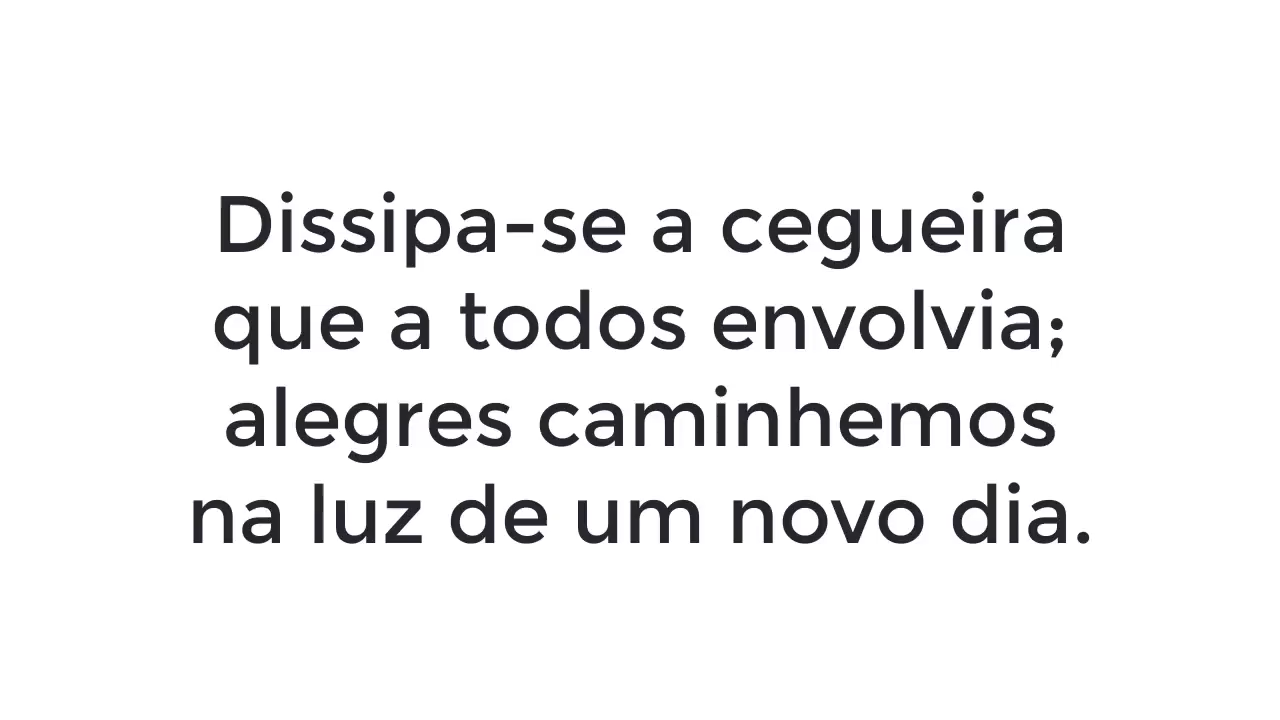 Dissipa-se a cegueira
que a todos envolvia;
alegres caminhemos
na luz de um novo dia.